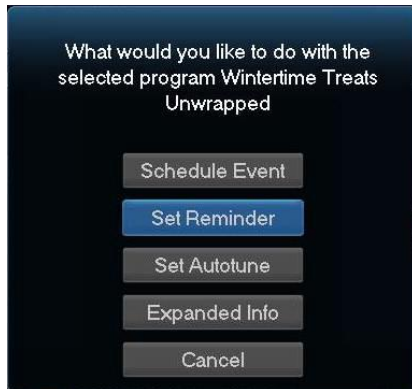 What would you like to do with the
selected program Wintertime Treats
Unwrapped
Schedule Event
Set Reminder
Set Autotune
Expanded Info
Cancel